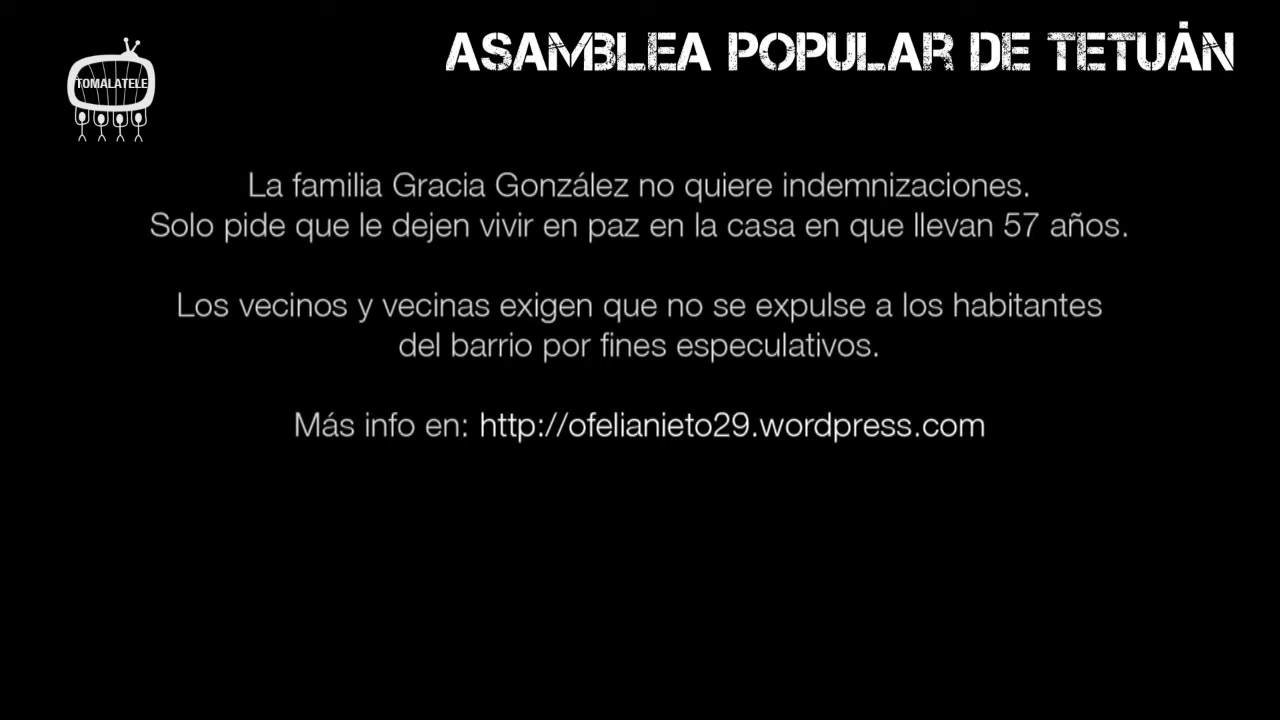 ASAMBLEA POPULAR DE TETUÁN
TOMALATELE
La familia Gracia González no quiere indemnizaciones.
Solo pide que le dejen vivir en paz en la casa en que llevan 57 años.
Los vecinos y vecinas exigen que no se expulse a los habitantes
del barrio por fines especulativos.
Más info en: http://ofelianieto29.wordpress.com